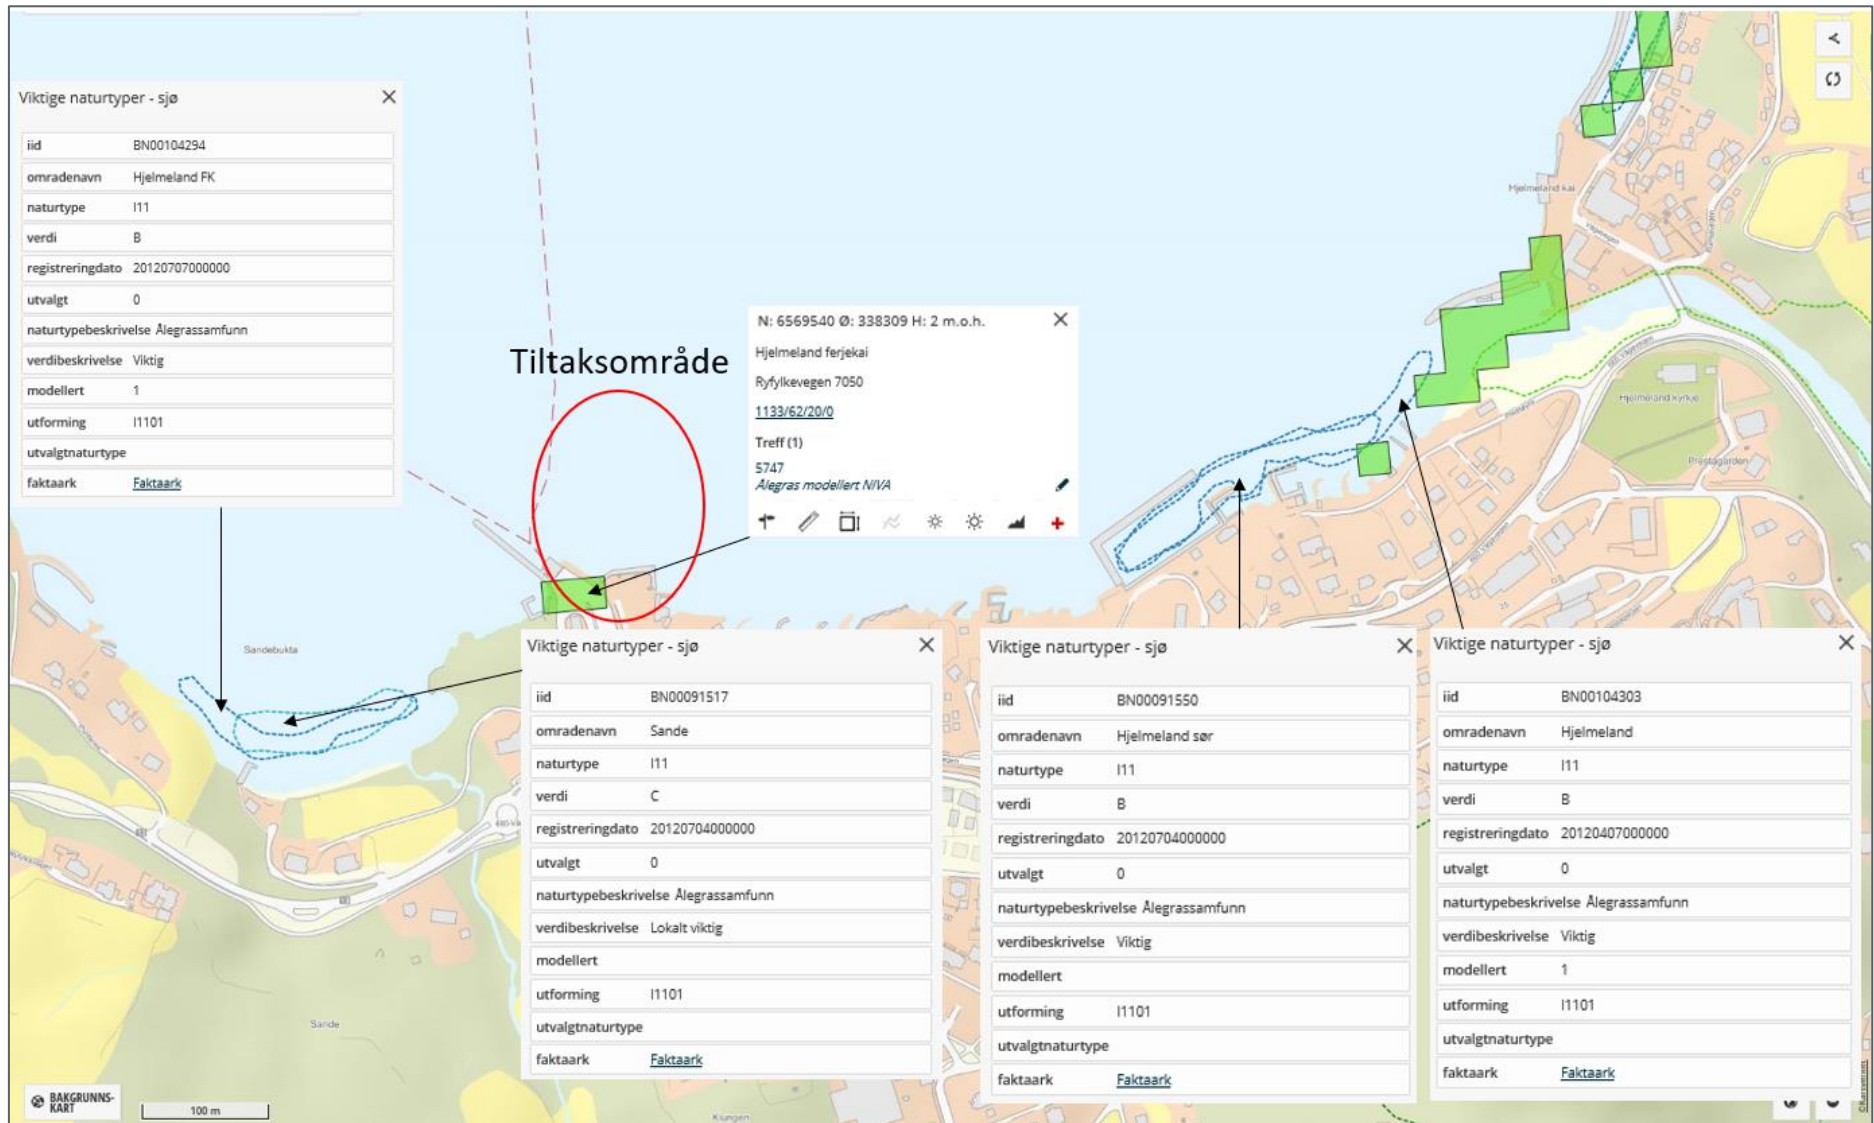 Viktige naturtyper - sjø
iid BN00104294
omradenavn Hjelmeland FK
naturtype I11
verdi B
registreringdato 20120707000000
utvalgt 0
naturtypebeskrivelse Ålegrassamfunn
verdibeskrivelse Viktig
modellert 1
utforming I1101
utvalgtnaturtype
faktaark Faktaark
Tiltaksområde
N: 6569540 Ø: 338309 H: 2 m.o.h.
Hjelmeland ferjekai
Ryfylkevegen 7050
1133/62/20/0
Treff (1)
5747
Ålegras modellert NIVA
Hjelmeland kai
Hjelmeland kyrkje
Prestagarden
Sandebukta
Viktige naturtyper - sjø
iid BN00091517
omradenavn Sande
naturtype I11
verdi C
registreringdato 20120704000000
utvalgt 0
naturtypebeskrivelse Ålegrassamfunn
verdibeskrivelse Lokalt viktig
modellert
utforming I1101
utvalgtnaturtype
faktaark Faktaark
Viktige naturtyper - sjø
iid BN00091550
omradenavn Hjelmeland sør
naturtype I11
verdi B
registreringdato 20120704000000
utvalgt 0
naturtypebeskrivelse Ålegrassamfunn
verdibeskrivelse Viktig
modellert
utforming I1101
utvalgtnaturtype
faktaark Faktaark
Viktige naturtyper - sjø
iid BN00104303
omradenavn Hjelmeland
naturtype I11
verdi B
registreringdato 20120407000000
utvalgt 0
naturtypebeskrivelse Ålegrassamfunn
verdibeskrivelse Viktig
modellert 1
utforming I1101
utvalgtnaturtype
faktaark Faktaark
Sande
Kiungen
BAKGRUNNS-
KART
100 m
©Kartverket